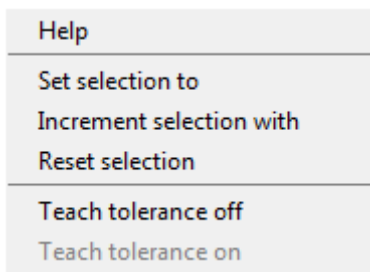 Help
Set selection to
Increment selection with
Reset selection
Teach tolerance off
Teach tolerance on